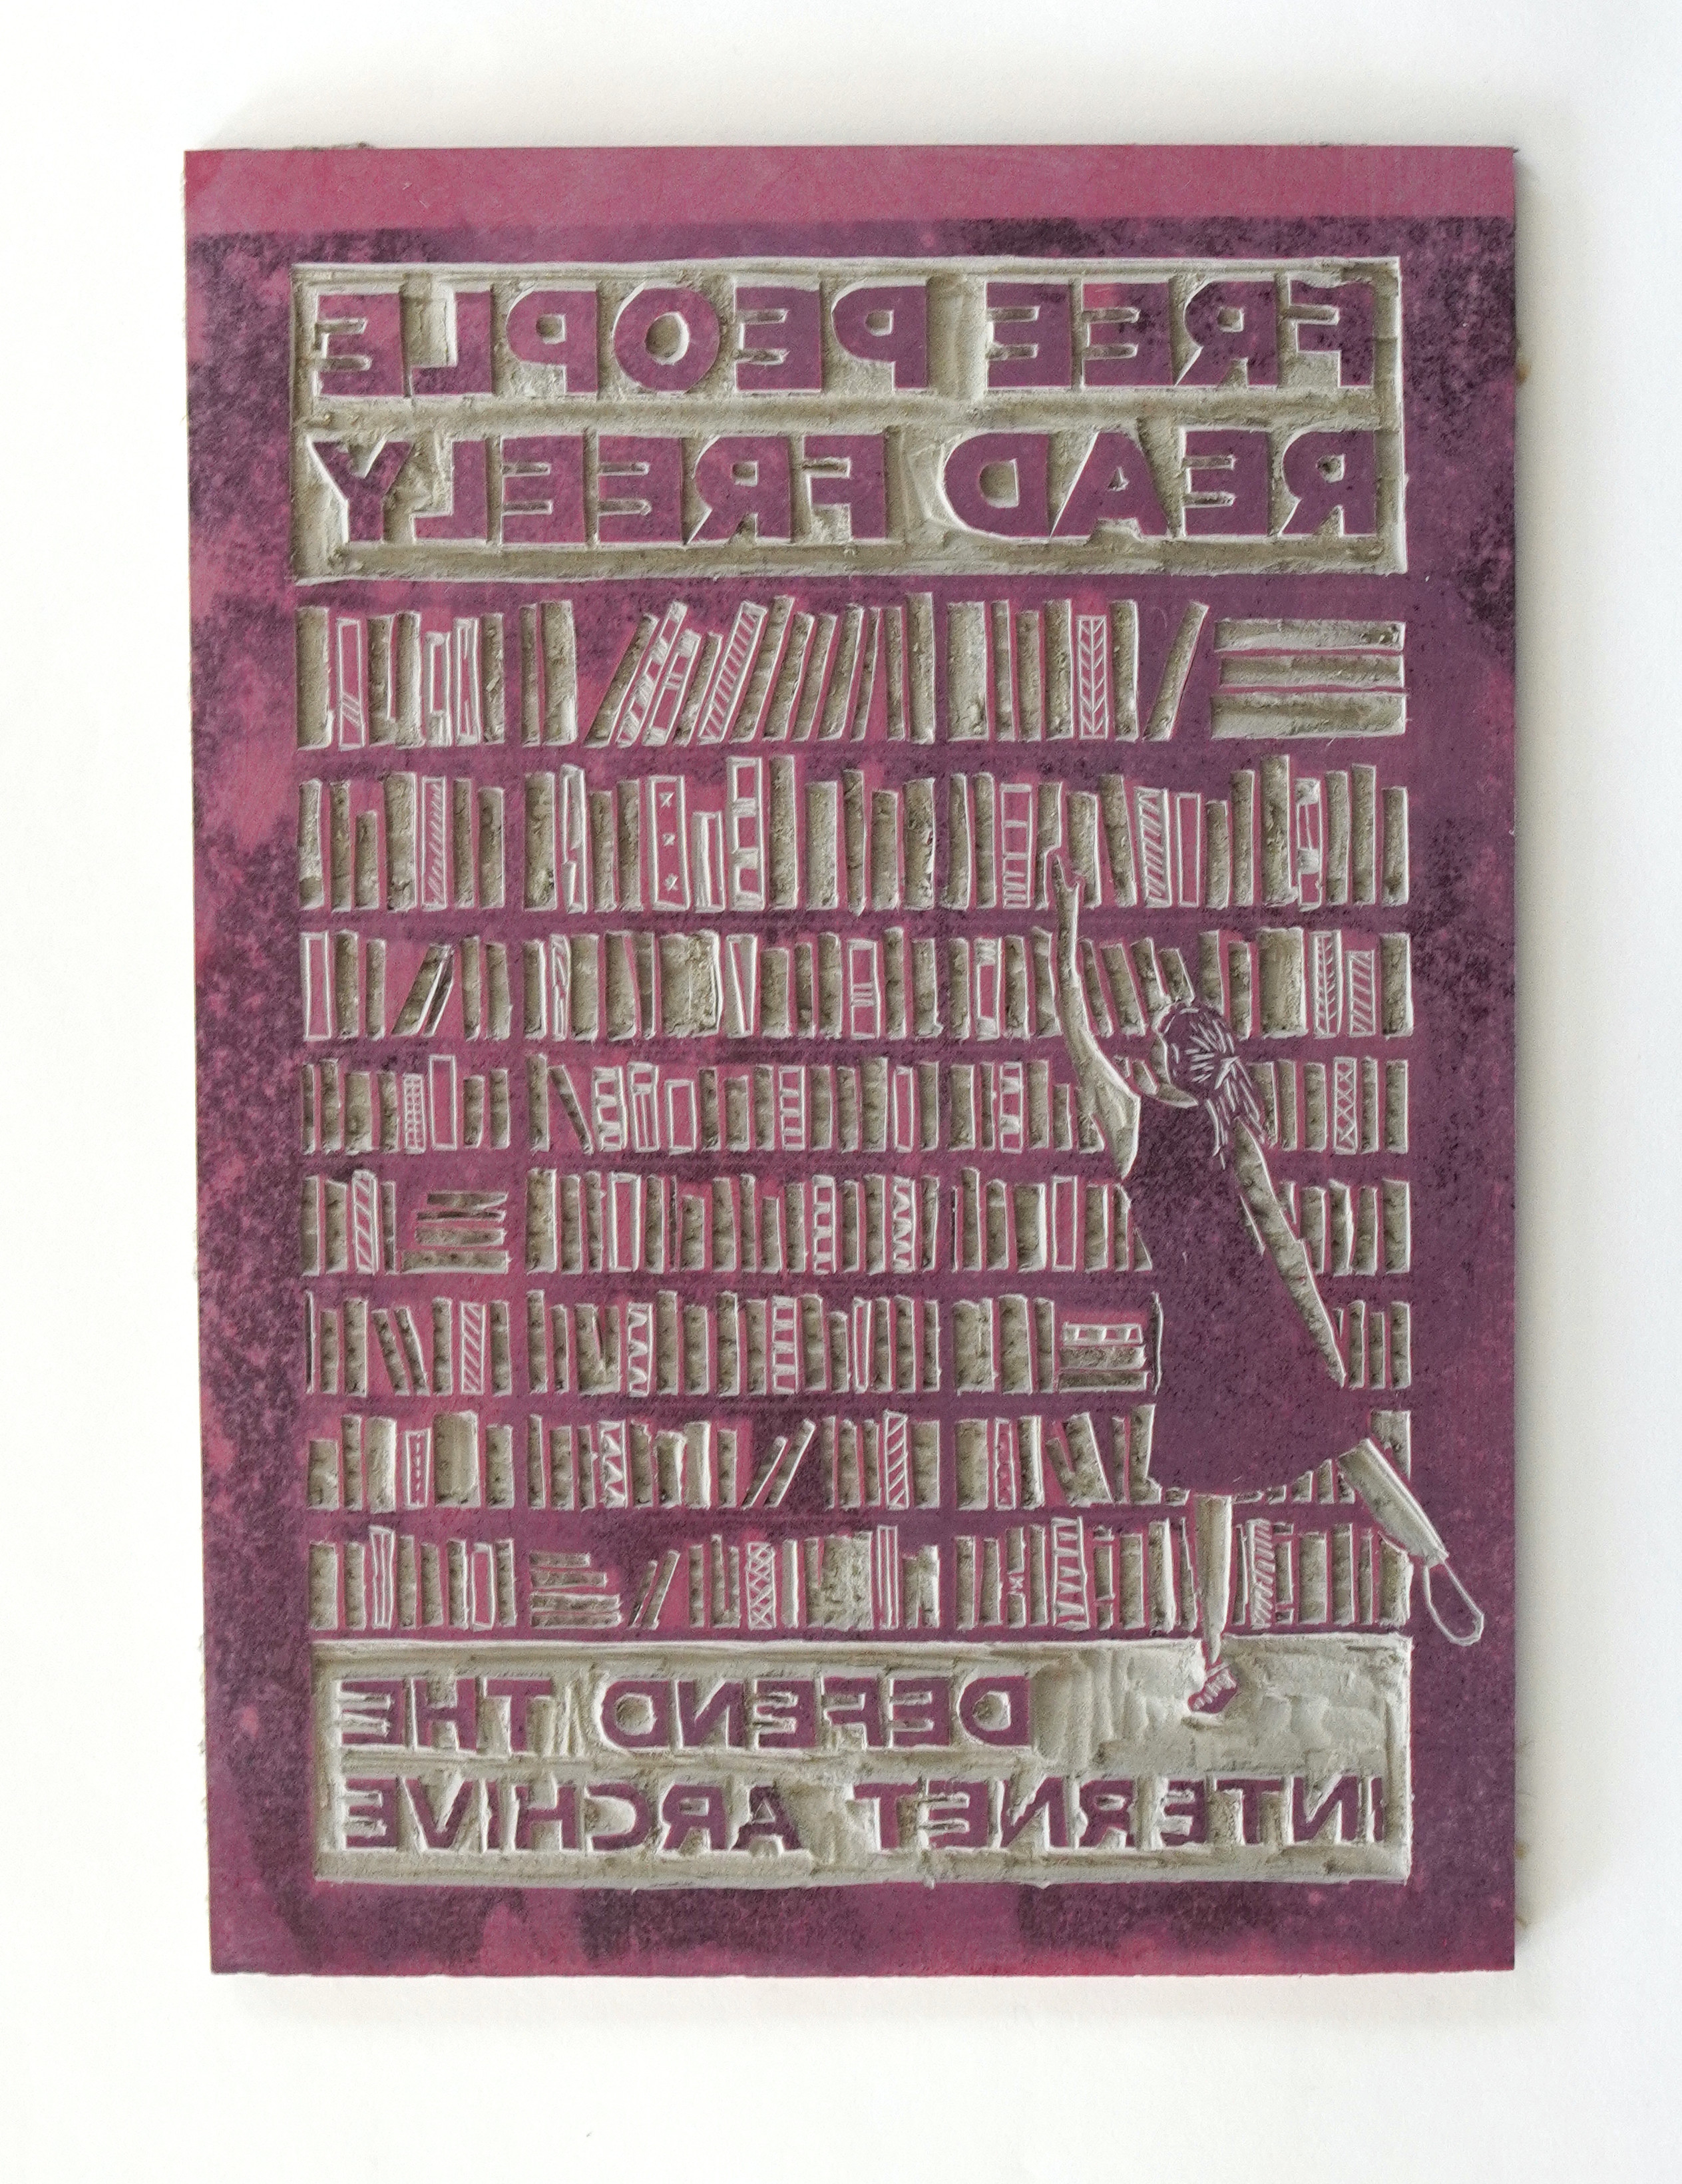 FREE PEOPLE
READ FREELY
DEFEND THE
INTERNET ARCHIVE